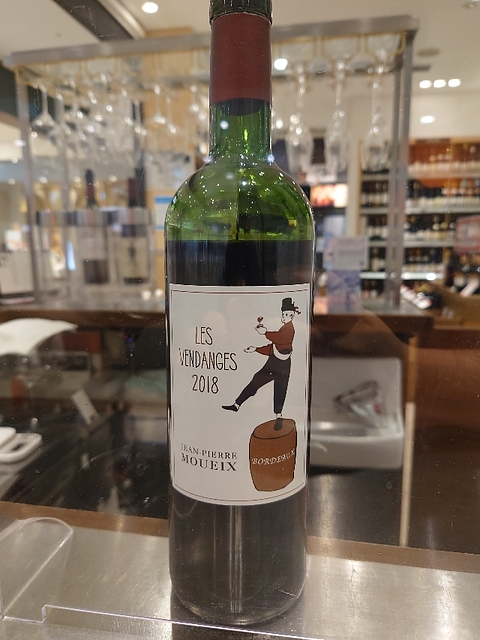 LES
VENDANGES
2018
JEAN-PIERRE
MOUEIX
BORDEAUX